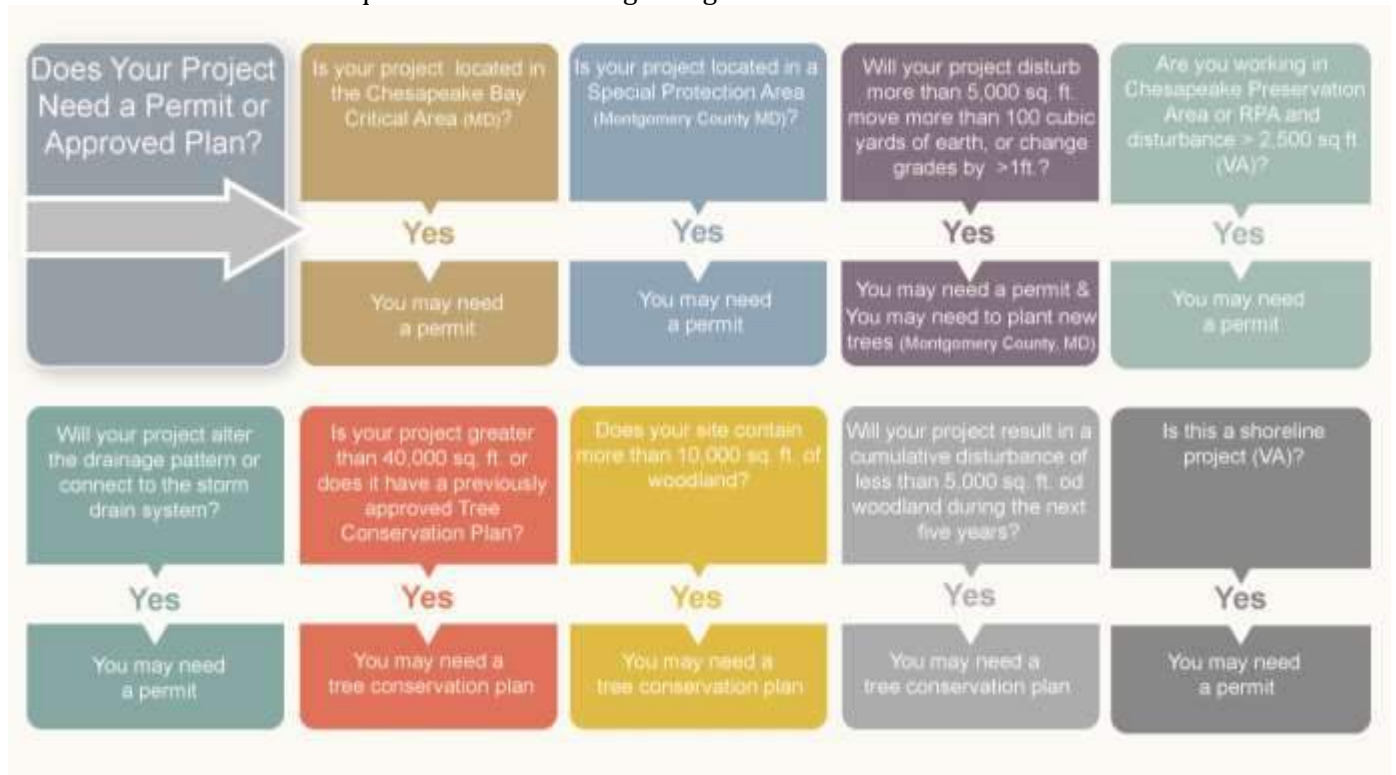 Does Your Project
Need a Permit or
Approved Plan?
Is your project located in
the Chesapeake Bay
Critical Area (MD)?
Yes
You may need
a permit
Is your project located in a
Special Protection Area
(Montgomery County MD)?
Yes
You may need
a permit
Will your project disturb
more than 5,000 sq. ft.
move more than 100 cubic
yards of earth, or change
grades by >1ft.?
Yes
You may need a permit &
You may need to plant new
trees (Montgomery County, MD)
Are you working in
Chesapeake Preservation
Area or RPA and
disturbance > 2,500 sq ft.
(VA)?
Yes
You may need
a permit
Will your project alter
the drainage pattern or
connect to the storm
drain system?
Yes
You may need
a permit
Is your project greater
than 40,000 sq. ft. or
does it have a previously
approved Tree
Conservation Plan?
Yes
You may need a
tree conservation plan
Does your site contain
more than 10,000 sq. ft. of
woodland?
Yes
You may need a
tree conservation plan
Will your project result in a
cumulative disturbance of
less than 5,000 sq. ft. od
woodland during the next
five years?
Yes
You may need a
tree conservation plan
Is this a shoreline
project (VA)?
Yes
You may need
a permit